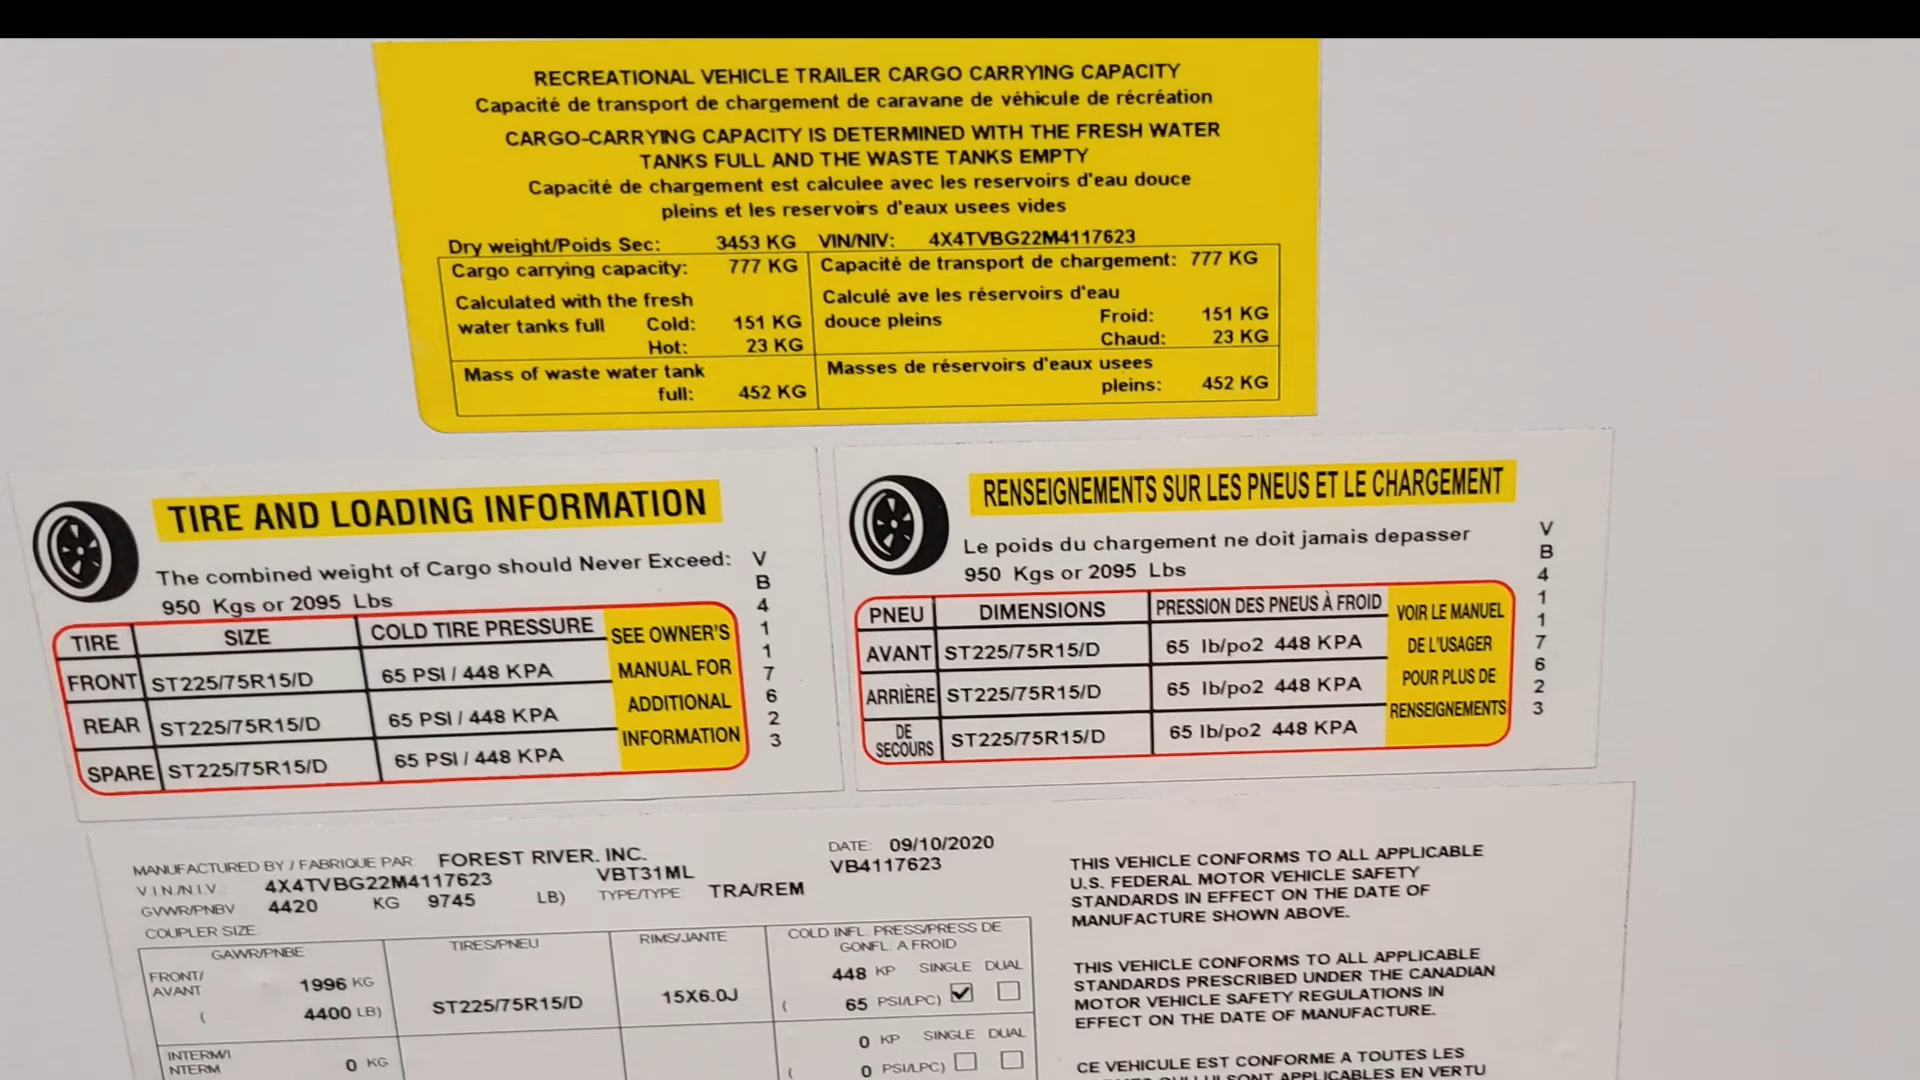 RECREATIONAL VEHICLE TRAILER CARGO CARRYING CAPACITY
Capacité de transport de chargement de caravane de véhicule de récréation
CARGO-CARRYING CAPACITY IS DETERMINED WITH THE FRESH WATER
TANKS FULL AND THE WASTE TANKS EMPTY
Capacité de chargement est calculee avec les reservoirs d'eau douce
pleins et les reservoirs d'eaux usees vides
Dry weight/Poids Sec: 3453 KG VIN/NIV: 4X4TVBG22M4117623
Cargo carrying capacity: 777 KG
Calculated with the fresh
water tanks full Cold: 151 KG
Hot: 23 KG
Mass of waste water tank
full: 452 KG
Capacité de transport de chargement: 777 KG
Calculé ave les réservoirs d'eau
douce pleins Froid: 151 KG
Chaud: 23 KG
Masses de réservoirs d'eaux usees
pleins: 452 KG
TIRE AND LOADING INFORMATION
The combined weight of Cargo should Never Exceed:
950 Kgs or 2095 Lbs
TIRE SIZE COLD TIRE PRESSURE
FRONT ST225/75R15/D 65 PSI / 448 KPA
REAR ST225/75R15/D 65 PSI / 448 KPA
SPARE ST225/75R15/D 65 PSI / 448 KPA
SEE OWNER'S
MANUAL FOR
ADDITIONAL
INFORMATION
VB4117623
RENSEIGNEMENTS SUR LES PNEUS ET LE CHARGEMENT
Le poids du chargement ne doit jamais depasser
950 Kgs or 2095 Lbs
PNEU DIMENSIONS PRESSION DES PNEUS À FROID
AVANT ST225/75R15/D 65 lb/po2 448 KPA
ARRIÈRE ST225/75R15/D 65 lb/po2 448 KPA
DE SECOURS ST225/75R15/D 65 lb/po2 448 KPA
VOIR LE MANUEL
DE L'USAGER
POUR PLUS DE
RENSEIGNEMENTS
VB4117623
MANUFACTURED BY / FABRIQUE PAR: FOREST RIVER. INC. DATE: 09/10/2020
V.I.N./N.I.V. 4X4TVBG22M4117623 VBT31ML VB4117623
GVWR/PNBV 4420 KG 9745 LB) TYPE/TYPE: TRA/REM
COUPLER SIZE:
GAWR/PNBE TIRES/PNEU RIMS/JANTE COLD INFL. PRESS/PRESS DE
GONFL. A FROID
FRONT/
AVANT 1996 KG ST225/75R15/D 15X6.0J 448 KP SINGLE DUAL
( 4400 LB) ( 65 PSI/LPC)
INTERM/I
NTERM 0 KG 0 KP SINGLE DUAL
( 0 PSI/LPC)
THIS VEHICLE CONFORMS TO ALL APPLICABLE
U.S. FEDERAL MOTOR VEHICLE SAFETY
STANDARDS IN EFFECT ON THE DATE OF
MANUFACTURE SHOWN ABOVE.
THIS VEHICLE CONFORMS TO ALL APPLICABLE
STANDARDS PRESCRIBED UNDER THE CANADIAN
MOTOR VEHICLE SAFETY REGULATIONS IN
EFFECT ON THE DATE OF MANUFACTURE.
CE VEHICULE EST CONFORME A TOUTES LES
APPLICABLES EN VERTU